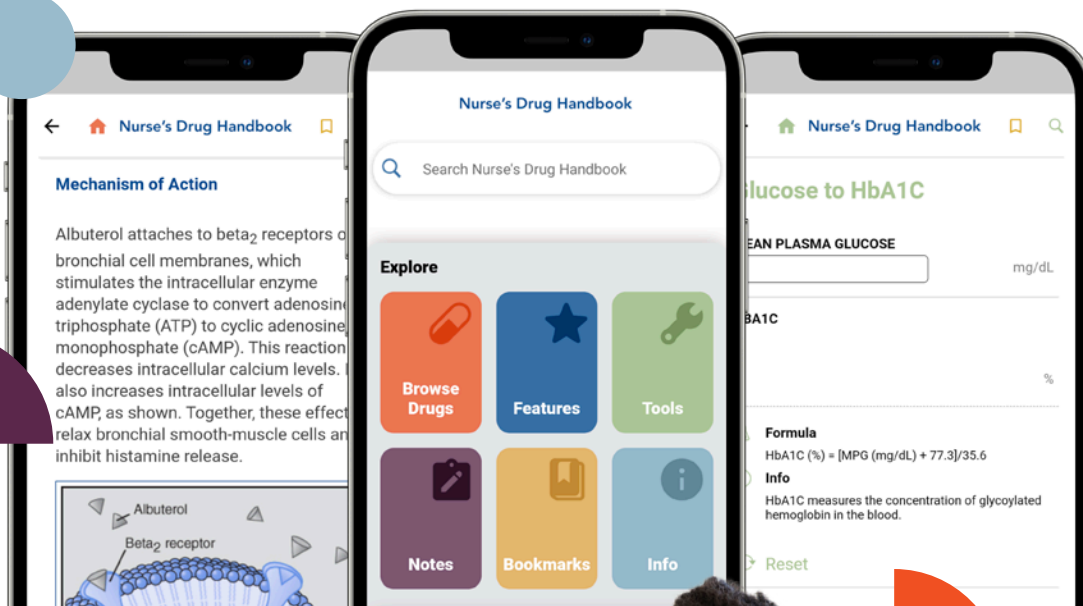 Nurse's Drug Handbook
Mechanism of Action
Albuterol attaches to beta2 receptors
bronchial cell membranes, which
stimulates the intracellular enzyme
adenylate cyclase to convert adenosine
triphosphate (ATP) to cyclic adenosine
monophosphate (cAMP). This reaction
decreases intracellular calcium levels.
also increases intracellular levels of
cAMP, as shown. Together, these effect
relax bronchial smooth-muscle cells an
inhibit histamine release.
Albuterol
Beta2 receptor
Nurse's Drug Handbook
Search Nurse's Drug Handbook
Explore
Browse
Drugs
Features
Tools
Notes
Bookmarks
Info
Nurse's Drug Handbook
lucose to HbA1C
EAN PLASMA GLUCOSE
mg/dL
BA1C
%
Formula
HbA1C (%) = [MPG (mg/dL) + 77.3]/35.6
Info
HbA1C measures the concentration of glycoylated
hemoglobin in the blood.
Reset